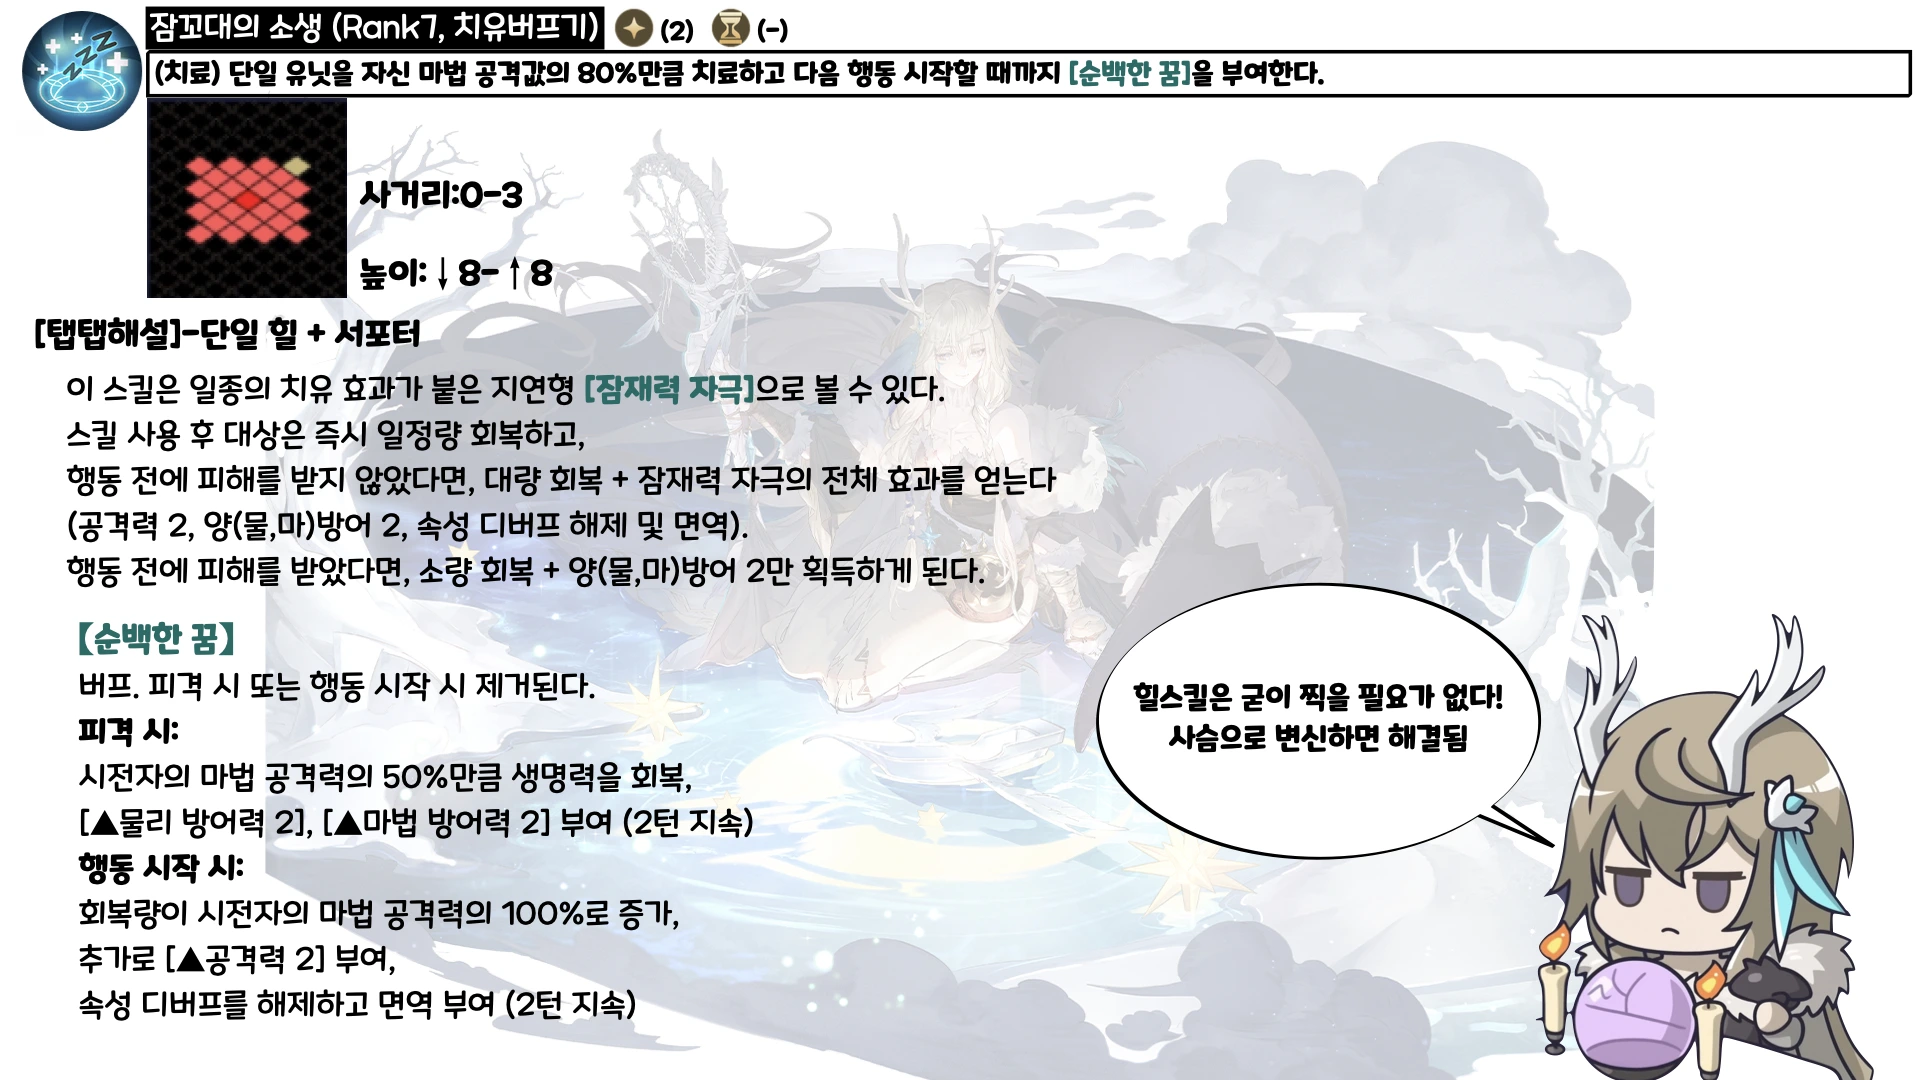 잠꼬대의 소생 (Rank7, 치유버프기) (2) (-)
(치료) 단일 유닛을 자신 마법 공격값의 80%만큼 치료하고 다음 행동 시작할 때까지 [순백한 꿈]을 부여한다.
사거리:0-3
높이:↓8-↑8
[탭탭해설]-단일 힐 + 서포터
이 스킬은 일종의 치유 효과가 붙은 지연형 [잠재력 자극]으로 볼 수 있다.
스킬 사용 후 대상은 즉시 일정량 회복하고,
행동 전에 피해를 받지 않았다면, 대량 회복 + 잠재력 자극의 전체 효과를 얻는다
(공격력 2, 양(물,마)방어 2, 속성 디버프 해제 및 면역).
행동 전에 피해를 받았다면, 소량 회복 + 양(물,마)방어 2만 획득하게 된다.
【순백한 꿈】
버프. 피격 시 또는 행동 시작 시 제거된다.
피격 시:
시전자의 마법 공격력의 50%만큼 생명력을 회복,
[▲물리 방어력 2], [▲마법 방어력 2] 부여 (2턴 지속)
행동 시작 시:
회복량이 시전자의 마법 공격력의 100%로 증가,
추가로 [▲공격력 2] 부여,
속성 디버프를 해제하고 면역 부여 (2턴 지속)
힐스킬은 굳이 찍을 필요가 없다!
사슴으로 변신하면 해결됨